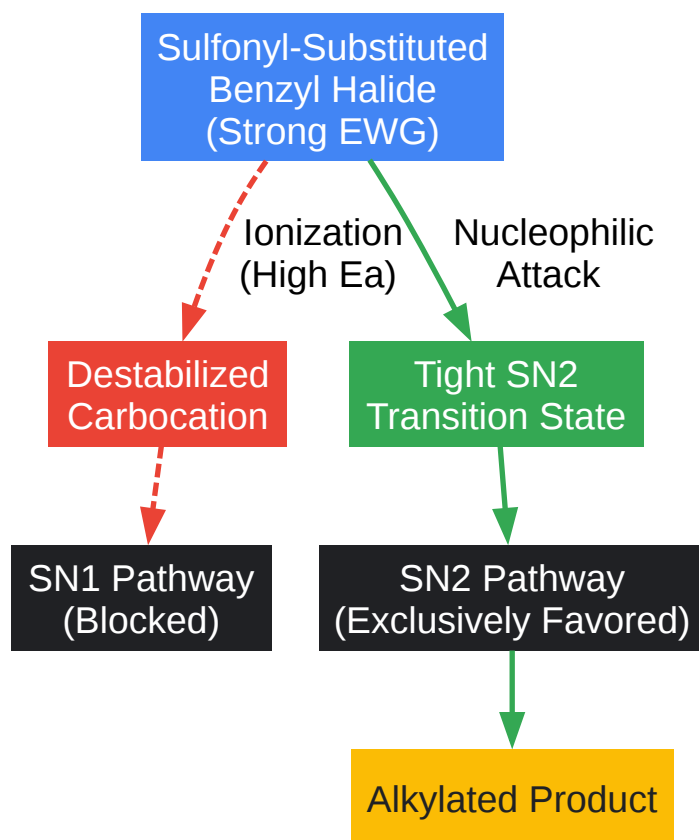 Sulfonyl-Substituted
Benzyl Halide
(Strong EWG)
Ionization
(High Ea)
Nucleophilic
Attack
Destabilized
Carbocation
Tight SN2
Transition State
SN1 Pathway
(Blocked)
SN2 Pathway
(Exclusively Favored)
Alkylated Product